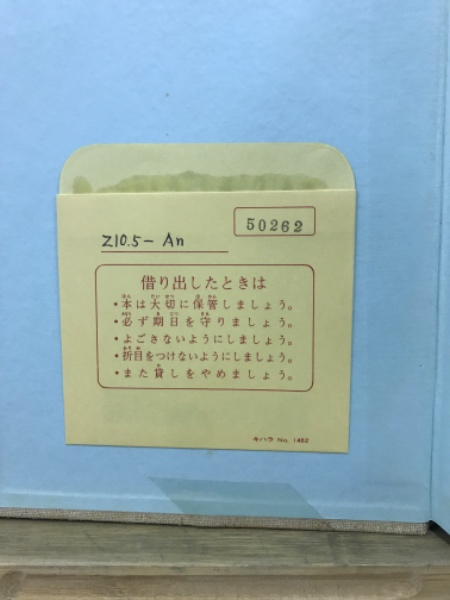 50262
Z10.5-An
借り出したときは
・本は大切に保管しましょう。
・必ず期日を守りましょう。
・よごさないようにしましょう。
・折目をつけないようにしましょう。
・また貸しをやめましょう。
キハラ No. 1482